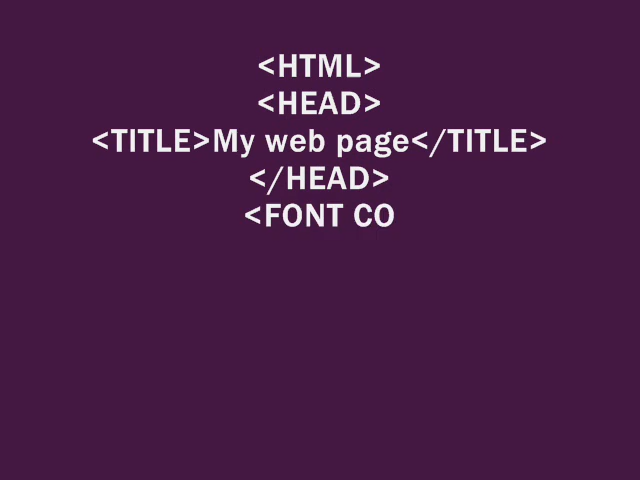 <HTML>
<HEAD>
<TITLE>My web page</TITLE>
</HEAD>
<FONT CO